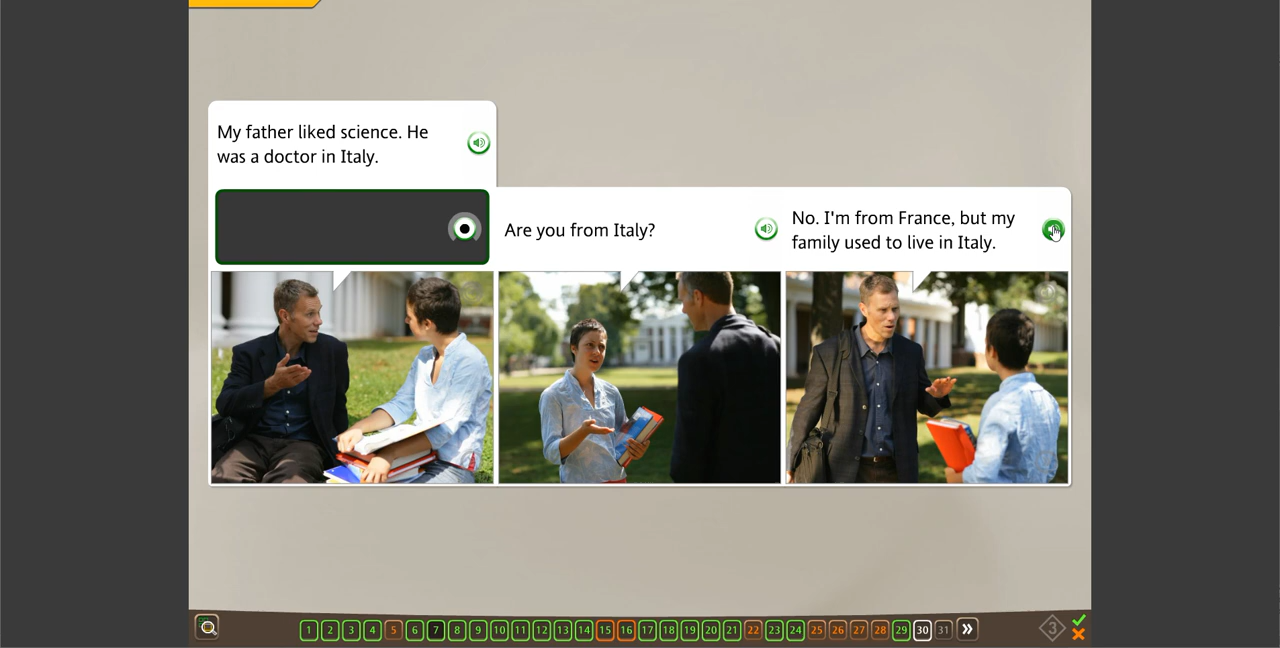 My father liked science. He
was a doctor in Italy.
Are you from Italy?
No. I'm from France, but my
family used to live in Italy.
1 2 3 4 5 6 7 8 9 10 11 12 13 14 15 16 17 18 19 20 21 22 23 24 25 26 27 28 29 30 31 »
3